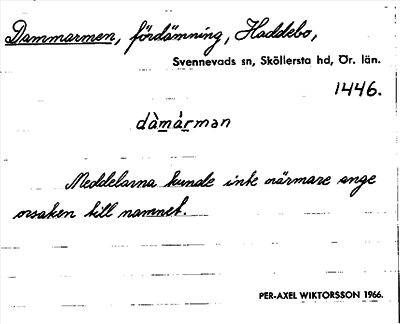 Dammarmen, fördämning, Haddebo,
Svennevads sn, Sköllersta hd, Ör. län.
1446.
dàmárman
Meddelarna kunde inte närmare ange
orsaken till namnet.
PER-AXEL WIKTORSSON 1966.